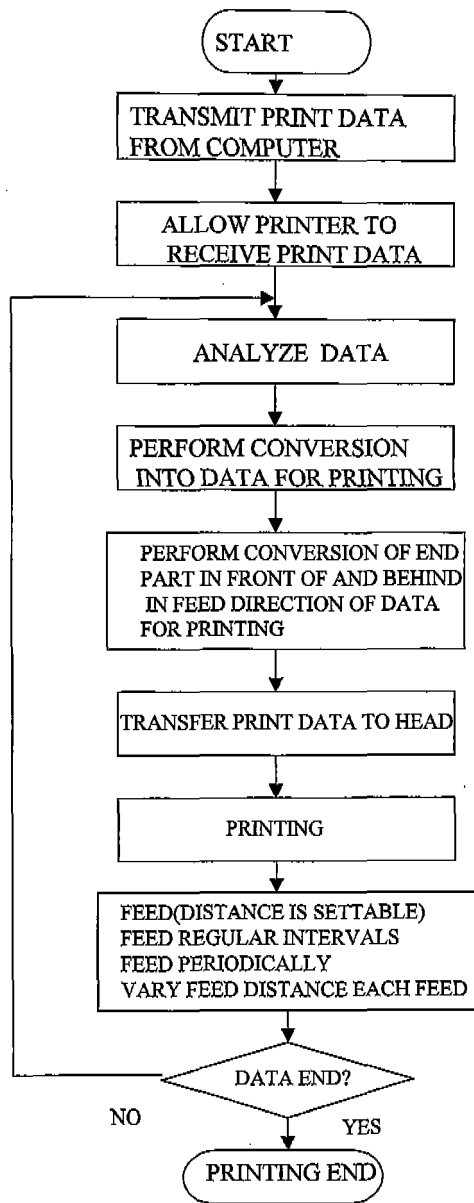 START
TRANSMIT PRINT DATA
FROM COMPUTER
ALLOW PRINTER TO
RECEIVE PRINT DATA
ANALYZE DATA
PERFORM CONVERSION
INTO DATA FOR PRINTING
PERFORM CONVERSION OF END
PART IN FRONT OF AND BEHIND
IN FEED DIRECTION OF DATA
FOR PRINTING
TRANSFER PRINT DATA TO HEAD
PRINTING
FEED(DISTANCE IS SETTABLE)
FEED REGULAR INTERVALS
FEED PERIODICALLY
VARY FEED DISTANCE EACH FEED
DATA END?
NO
YES
PRINTING END